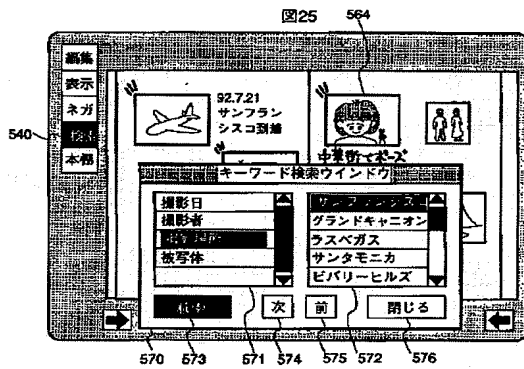 図25
564
編集
表示
ネガ
検索
本棚
540
92.7.21
サンフラン
シスコ到着
中華街でポーズ
キーワード検索ウインドウ
撮影日
撮影者
被写体
グランドキャニオン
ラスベガス
サンタモニカ
ビバリーヒルズ
検索
次
前
閉じる
570
573
571
574
575
572
576